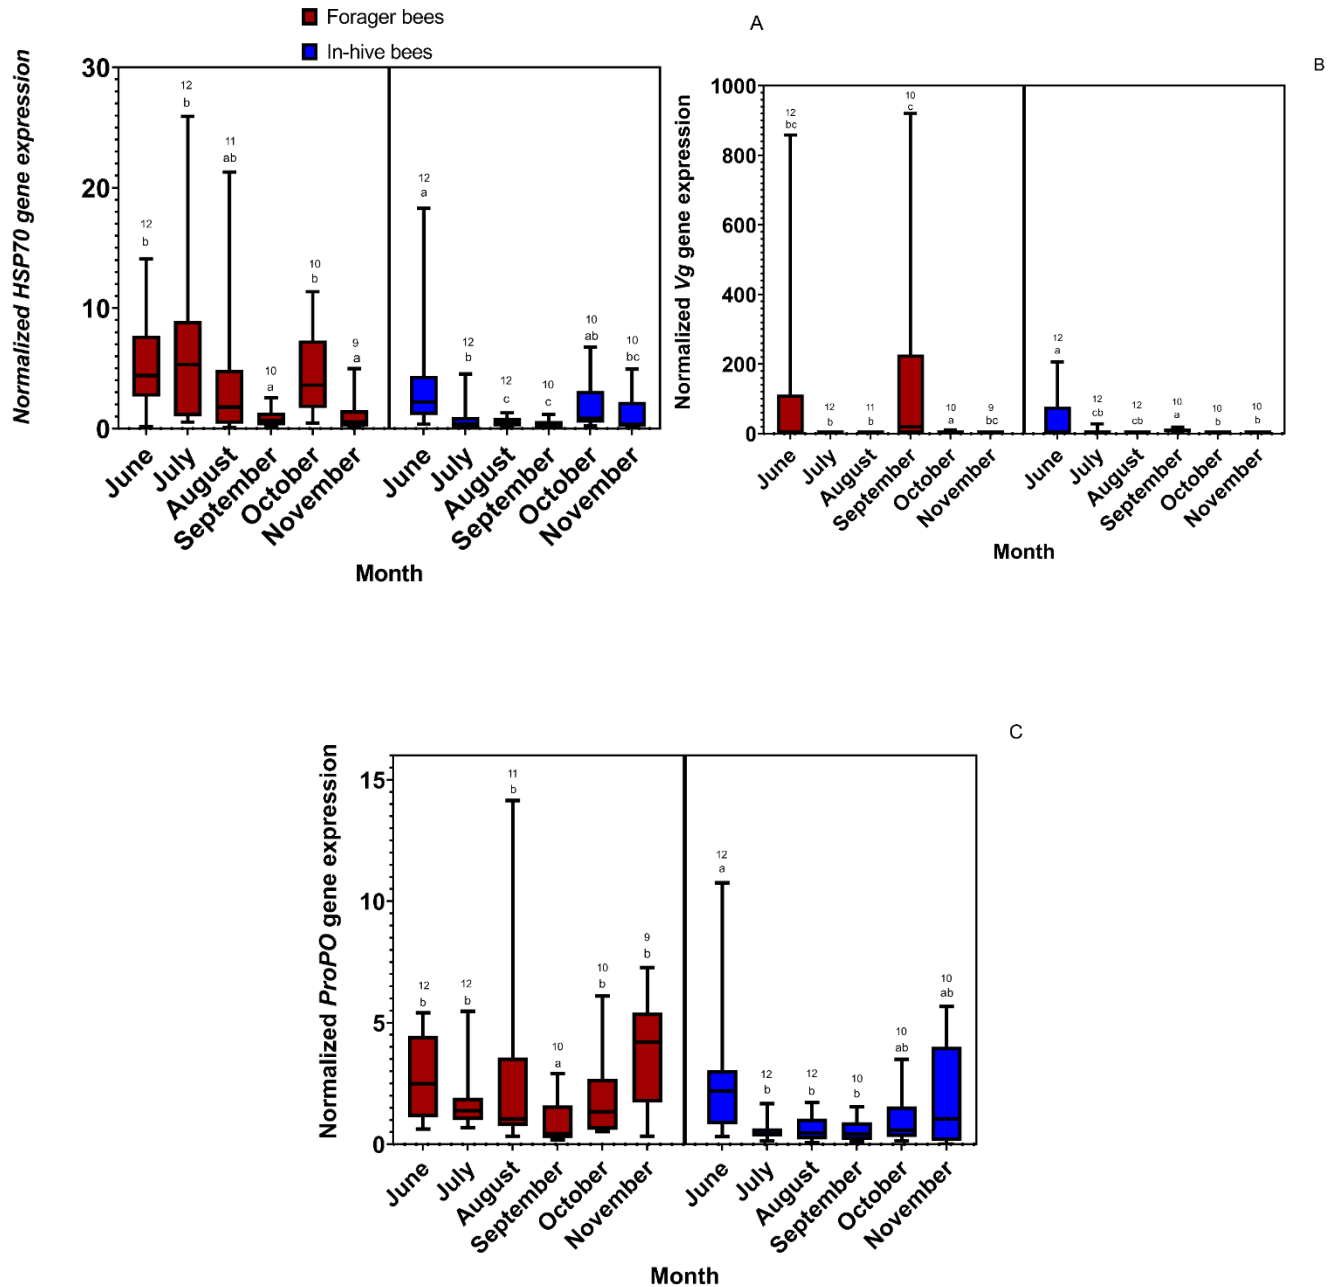 Forager bees
In-hive bees
A
Normalized HSP70 gene expression
30
20
10
0
12
b
12
b
11
ab
10
a
10
b
9
a
12
a
12
b
12
c
10
c
10
ab
10
bc
June
July
August
September
October
November
June
July
August
September
October
November
Month
B
Normalized Vg gene expression
1000
800
600
400
200
0
12
bc
12
b
11
b
10
c
10
a
9
bc
12
a
12
cb
12
cb
10
a
10
b
10
b
June
July
August
September
October
November
June
July
August
September
October
November
Month
C
Normalized ProPO gene expression
15
10
5
0
12
b
12
b
11
b
10
a
10
b
9
b
12
a
12
b
12
b
10
b
10
ab
10
ab
June
July
August
September
October
November
June
July
August
September
October
November
Month